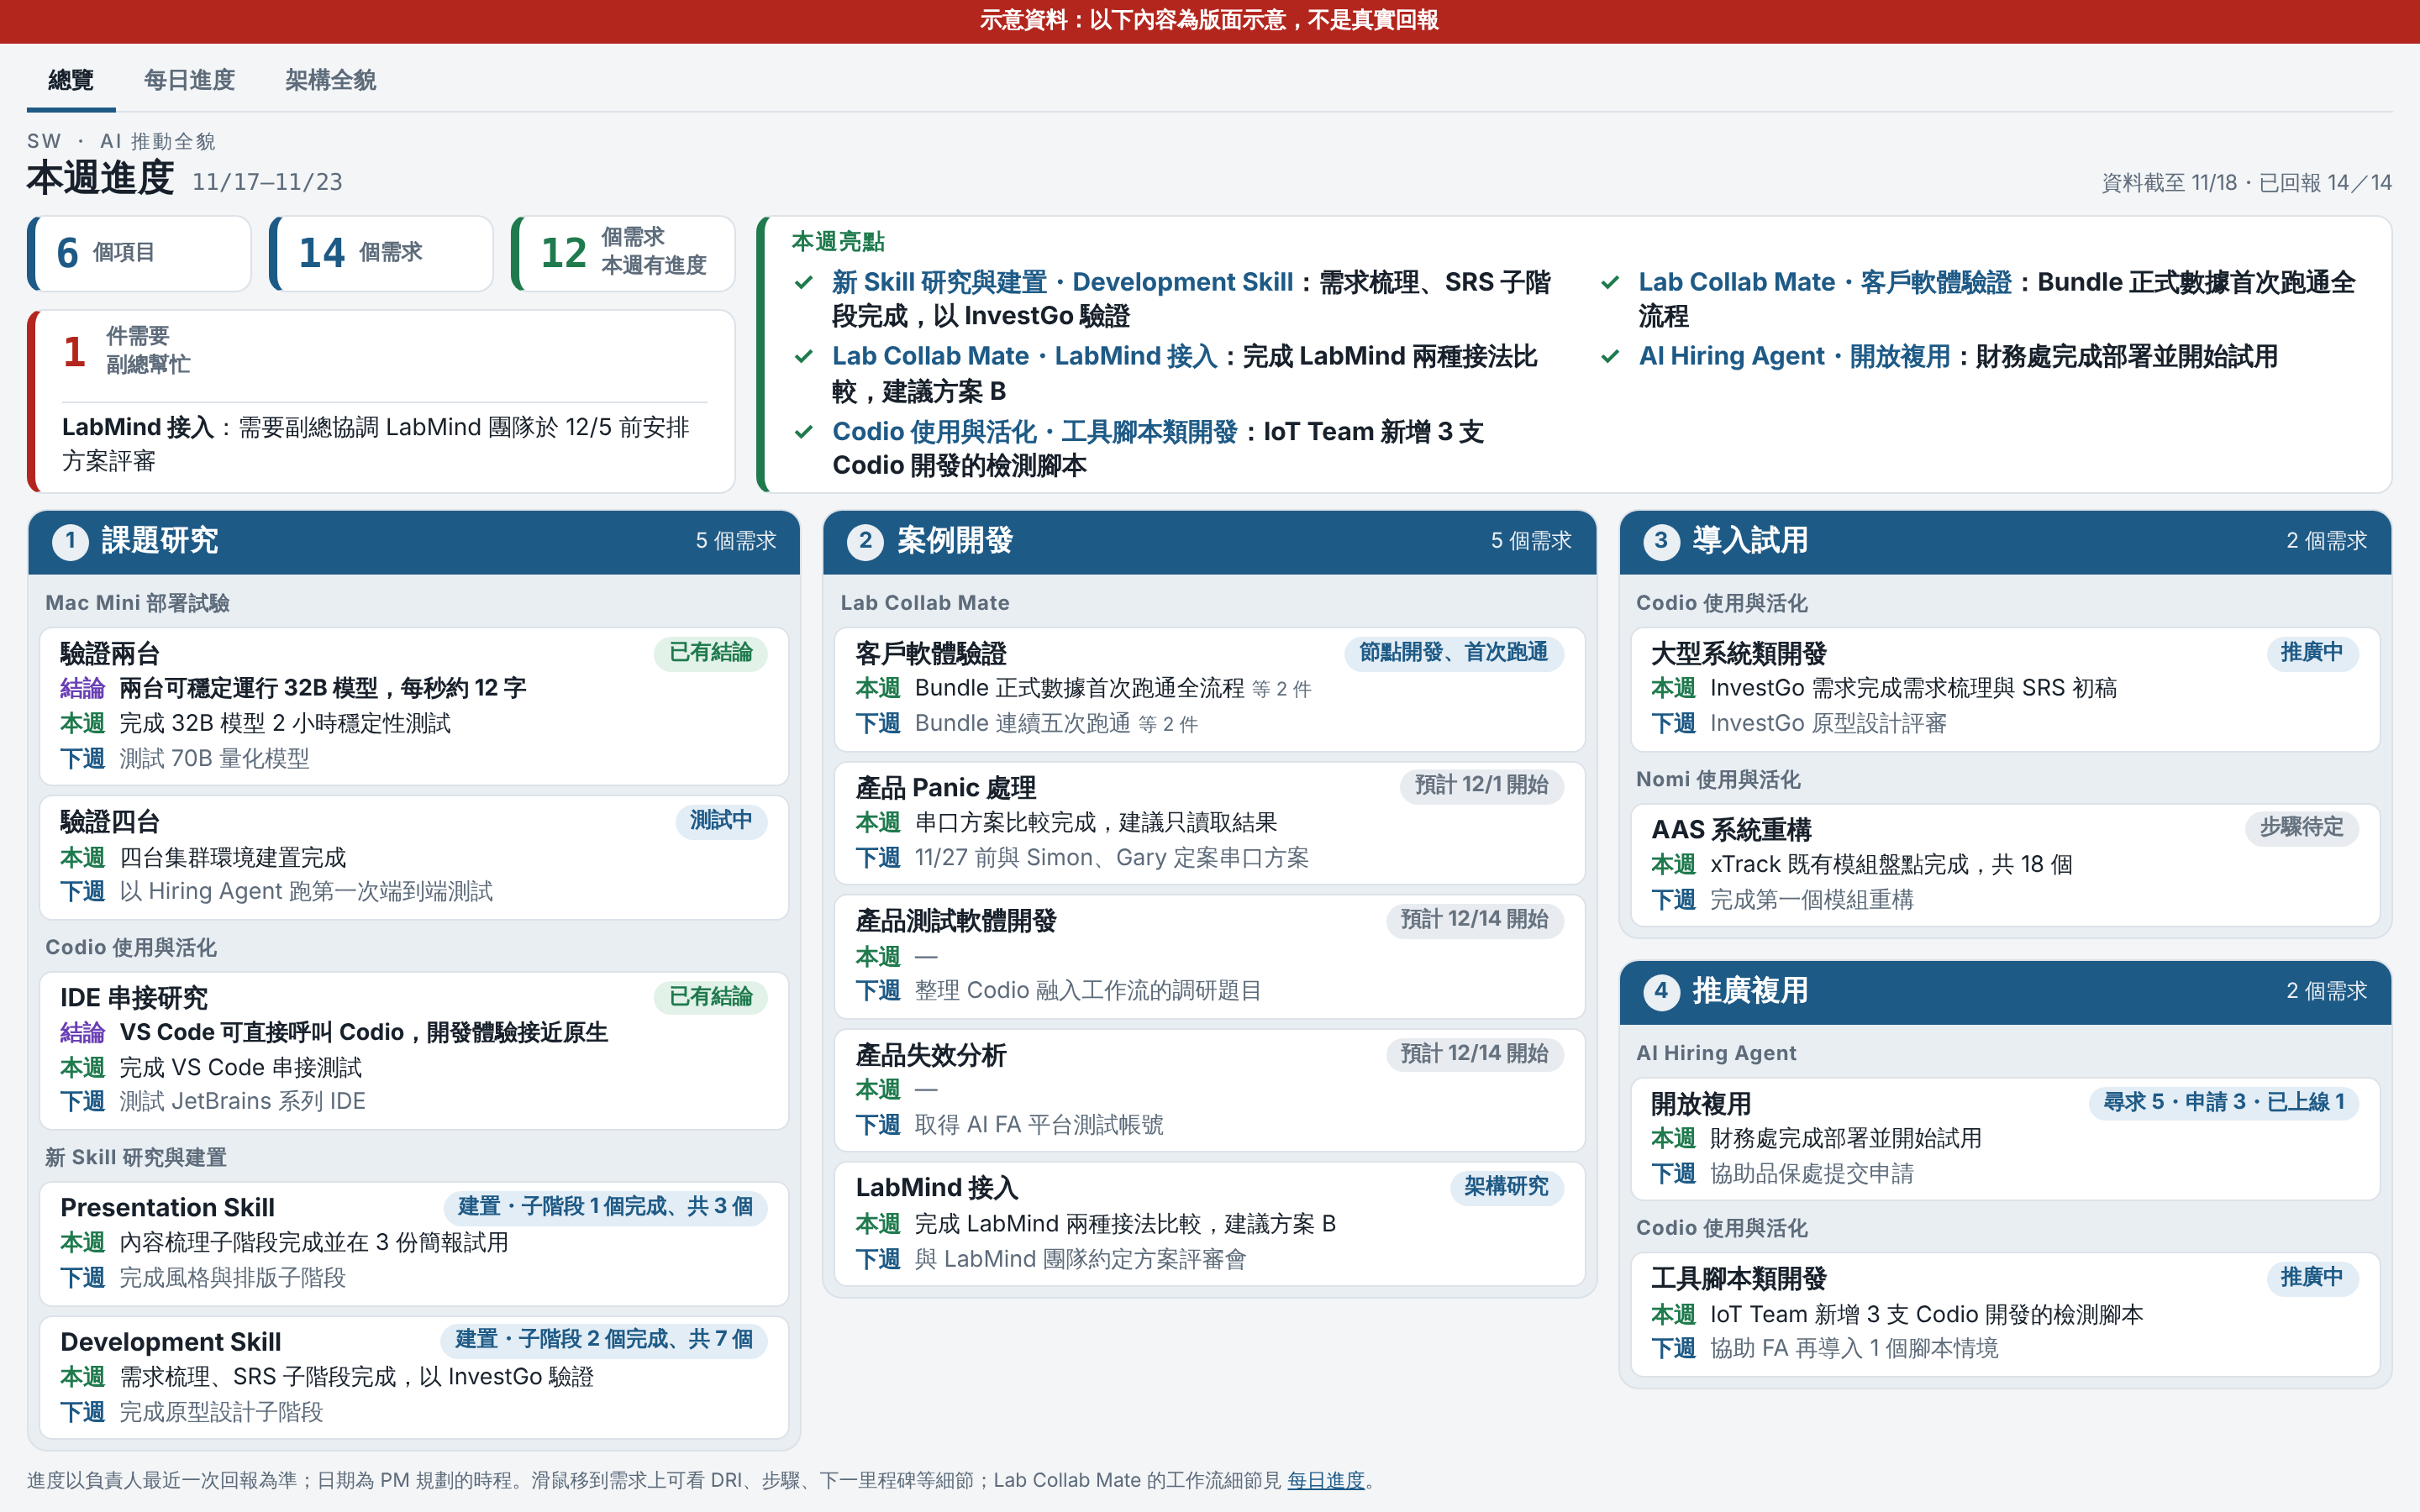 示意資料：以下內容為版面示意，不是真實回報
總覽 每日進度 架構全貌
SW · AI 推動全貌
本週進度 11/17–11/23
資料截至 11/18・已回報 14／14
6 個項目
14 個需求
12 個需求
本週有進度
1 件需要
副總幫忙
LabMind 接入：需要副總協調 LabMind 團隊於 12/5 前安排
方案評審
本週亮點
✓ 新 Skill 研究與建置・Development Skill：需求梳理、SRS 子階
段完成，以 InvestGo 驗證
✓ Lab Collab Mate・LabMind 接入：完成 LabMind 兩種接法比
較，建議方案 B
✓ Codio 使用與活化・工具腳本類開發：IoT Team 新增 3 支
Codio 開發的檢測腳本
✓ Lab Collab Mate・客戶軟體驗證：Bundle 正式數據首次跑通全
流程
✓ AI Hiring Agent・開放複用：財務處完成部署並開始試用
1 課題研究 5 個需求
Mac Mini 部署試驗
驗證兩台 已有結論
結論 兩台可穩定運行 32B 模型，每秒約 12 字
本週 完成 32B 模型 2 小時穩定性測試
下週 測試 70B 量化模型
驗證四台 測試中
本週 四台集群環境建置完成
下週 以 Hiring Agent 跑第一次端到端測試
Codio 使用與活化
IDE 串接研究 已有結論
結論 VS Code 可直接呼叫 Codio，開發體驗接近原生
本週 完成 VS Code 串接測試
下週 測試 JetBrains 系列 IDE
新 Skill 研究與建置
Presentation Skill 建置・子階段 1 個完成、共 3 個
本週 內容梳理子階段完成並在 3 份簡報試用
下週 完成風格與排版子階段
Development Skill 建置・子階段 2 個完成、共 7 個
本週 需求梳理、SRS 子階段完成，以 InvestGo 驗證
下週 完成原型設計子階段
2 案例開發 5 個需求
Lab Collab Mate
客戶軟體驗證 節點開發、首次跑通
本週 Bundle 正式數據首次跑通全流程 等 2 件
下週 Bundle 連續五次跑通 等 2 件
產品 Panic 處理 預計 12/1 開始
本週 串口方案比較完成，建議只讀取結果
下週 11/27 前與 Simon、Gary 定案串口方案
產品測試軟體開發 預計 12/14 開始
本週 —
下週 整理 Codio 融入工作流的調研題目
產品失效分析 預計 12/14 開始
本週 —
下週 取得 AI FA 平台測試帳號
LabMind 接入 架構研究
本週 完成 LabMind 兩種接法比較，建議方案 B
下週 與 LabMind 團隊約定方案評審會
3 導入試用 2 個需求
Codio 使用與活化
大型系統類開發 推廣中
本週 InvestGo 需求完成需求梳理與 SRS 初稿
下週 InvestGo 原型設計評審
Nomi 使用與活化
AAS 系統重構 步驟待定
本週 xTrack 既有模組盤點完成，共 18 個
下週 完成第一個模組重構
4 推廣複用 2 個需求
AI Hiring Agent
開放複用 尋求 5・申請 3・已上線 1
本週 財務處完成部署並開始試用
下週 協助品保處提交申請
Codio 使用與活化
工具腳本類開發 推廣中
本週 IoT Team 新增 3 支 Codio 開發的檢測腳本
下週 協助 FA 再導入 1 個腳本情境
進度以負責人最近一次回報為準；日期為 PM 規劃的時程。滑鼠移到需求上可看 DRI、步驟、下一里程碑等細節；Lab Collab Mate 的工作流細節見 每日進度。